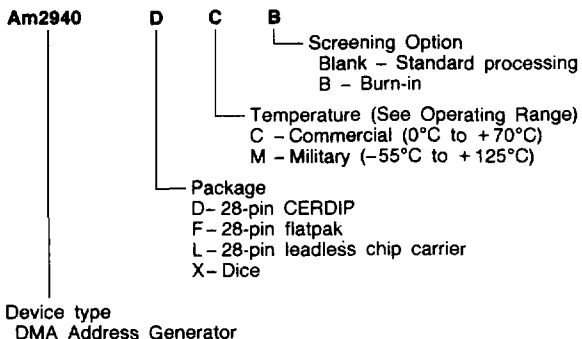 Am2940 D C B
Screening Option
Blank – Standard processing
B – Burn-in
Temperature (See Operating Range)
C – Commercial (0°C to +70°C)
M – Military (–55°C to +125°C)
Package
D– 28-pin CERDIP
F – 28-pin flatpak
L – 28-pin leadless chip carrier
X – Dice
Device type
DMA Address Generator